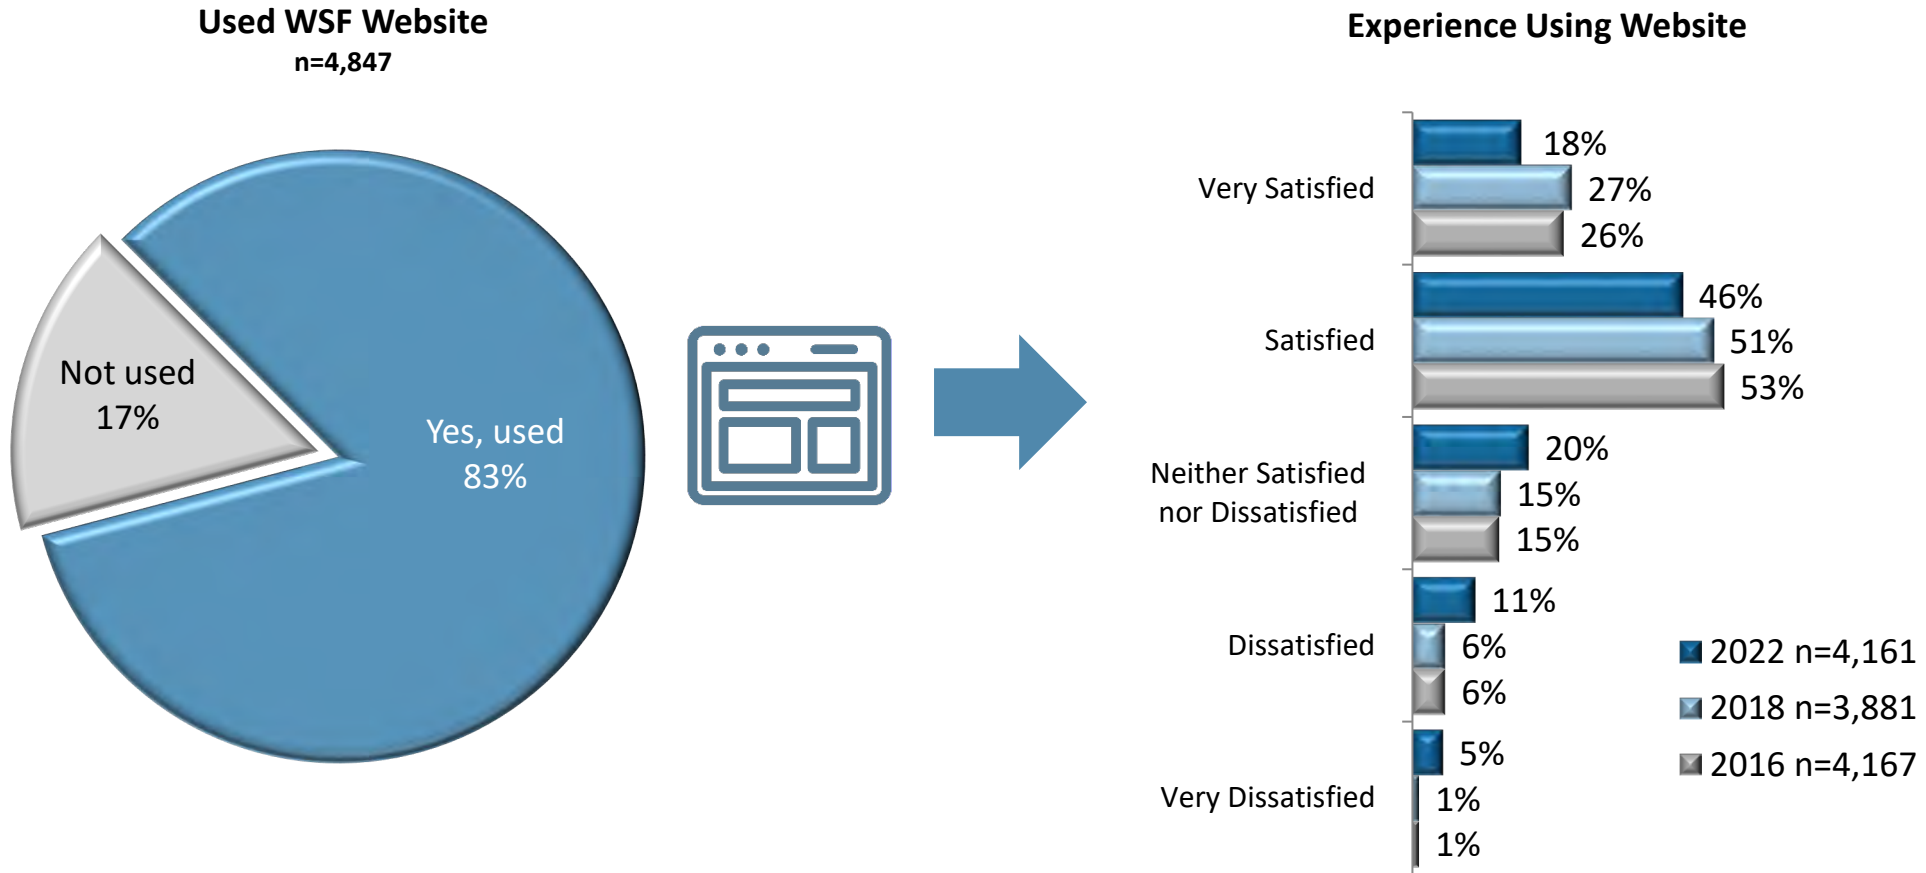 Used WSF Website
n=4,847
Not used
17%
Yes, used
83%
Experience Using Website
Very Satisfied
18%
27%
26%
Satisfied
46%
51%
53%
Neither Satisfied
nor Dissatisfied
20%
15%
15%
Dissatisfied
11%
6%
6%
Very Dissatisfied
5%
1%
1%
2022 n=4,161
2018 n=3,881
2016 n=4,167